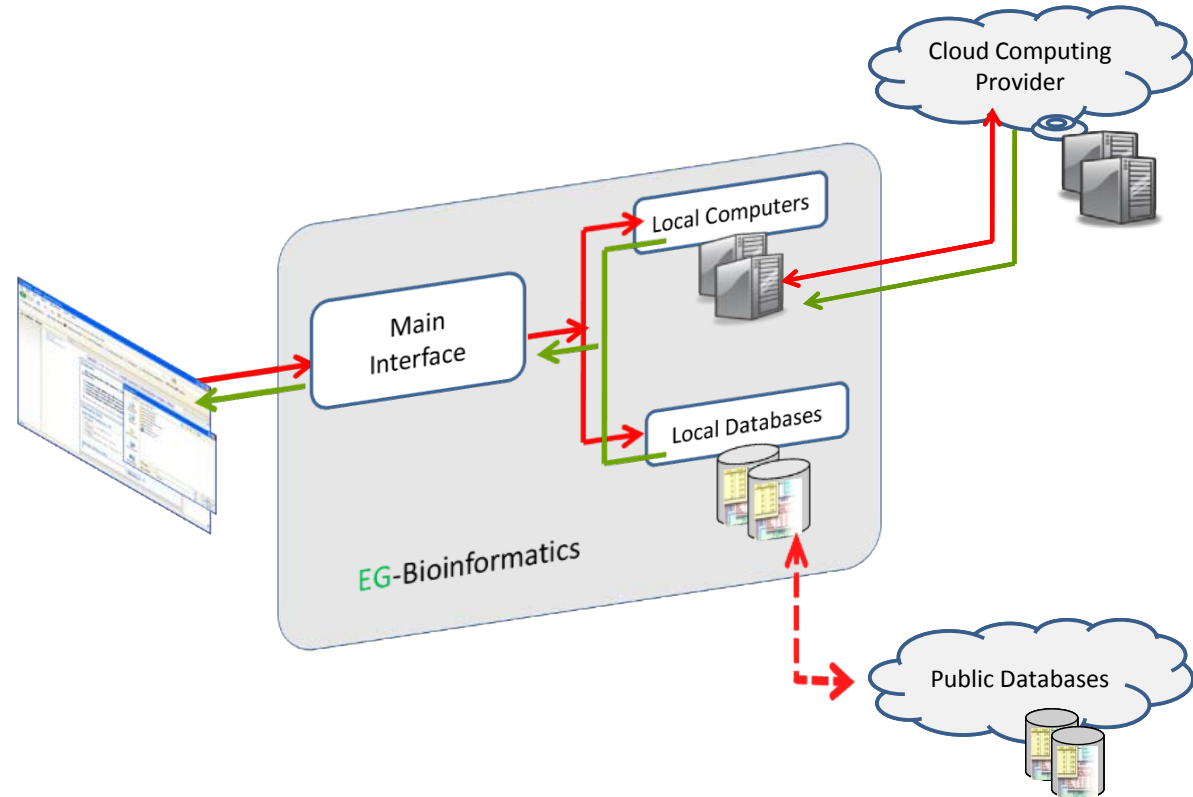 Cloud Computing
Provider
Local Computers
Main
Interface
Local Databases
EG-Bioinformatics
Public Databases